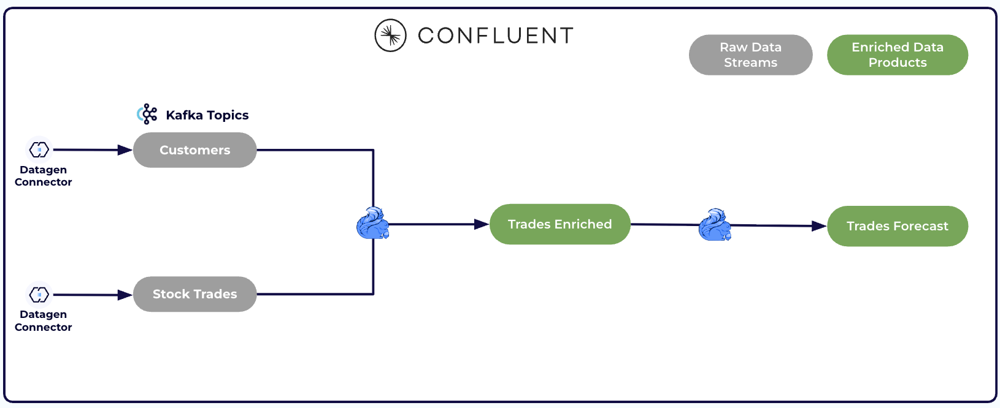 CONFLUENT
Raw Data
Streams
Enriched Data
Products
Kafka Topics
Customers
Datagen
Connector
Trades Enriched
Trades Forecast
Stock Trades
Datagen
Connector